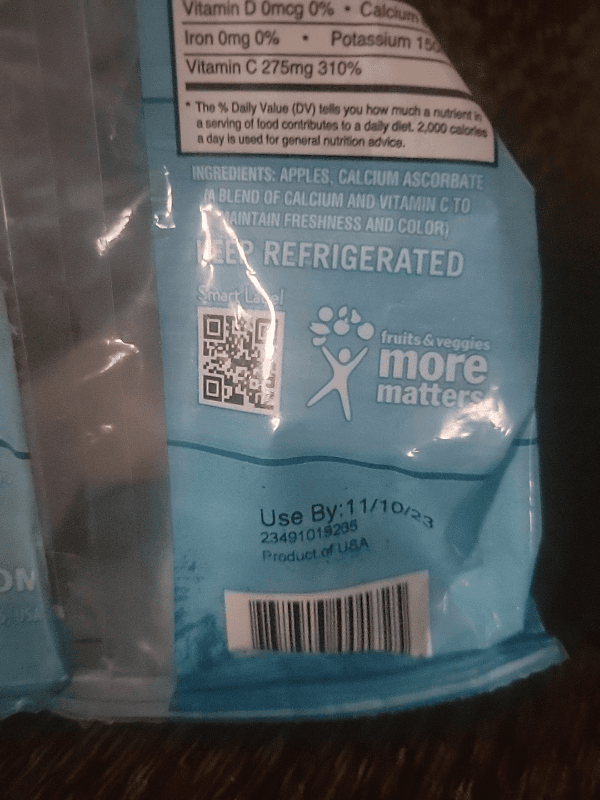 Vitamin D 0mcg 0% • Calcium
Iron 0mg 0% • Potassium 150
Vitamin C 275mg 310%
* The % Daily Value (DV) tells you how much a nutrient in
a serving of food contributes to a daily diet. 2,000 calories
a day is used for general nutrition advice.
INGREDIENTS: APPLES, CALCIUM ASCORBATE
(A BLEND OF CALCIUM AND VITAMIN C TO
MAINTAIN FRESHNESS AND COLOR)
KEEP REFRIGERATED
Smart Label
fruits & veggies
more
matters
Use By:11/10/23
Product of USA